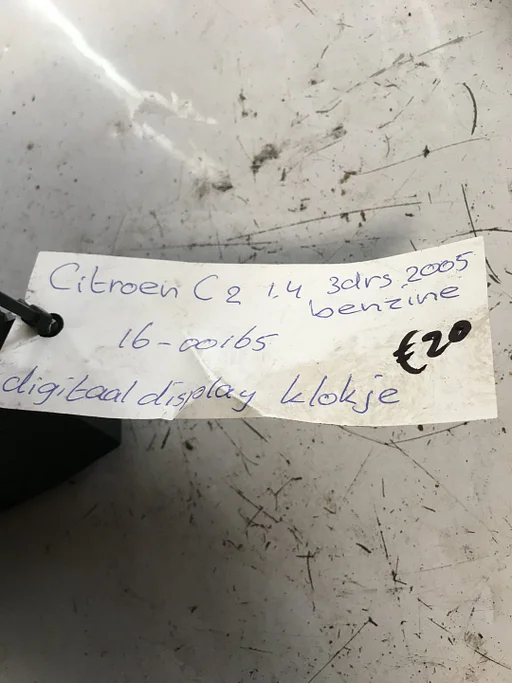 Citroen C2 1.4 3drs 2005
benzine
16-00165
€20
digitaal display klokje